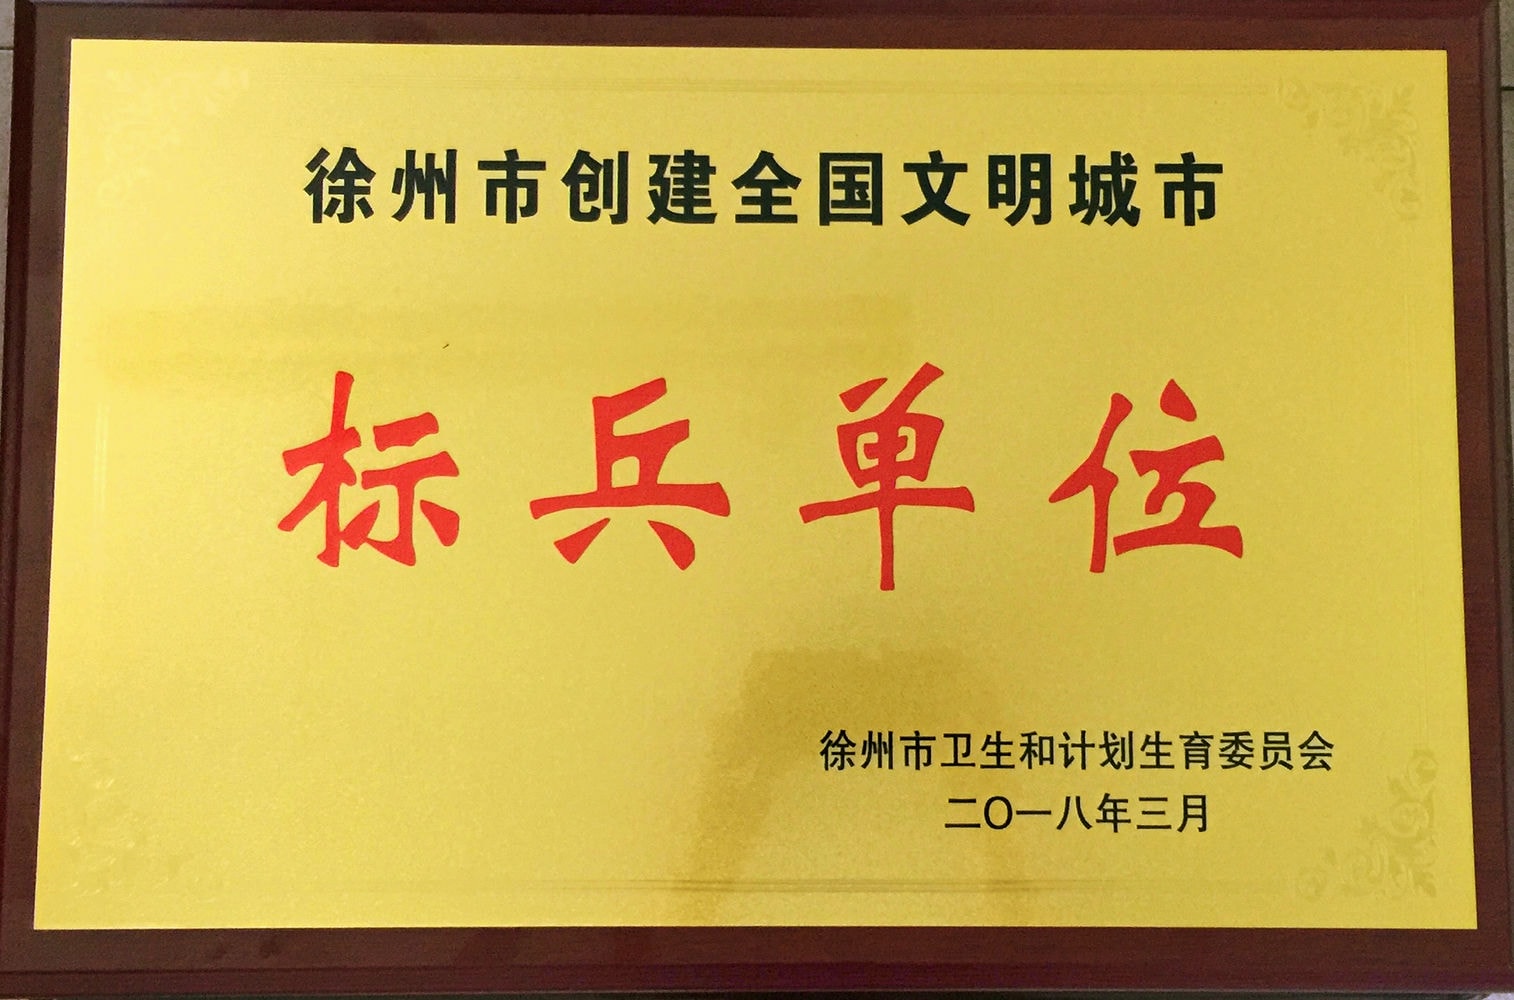 徐州市创建全国文明城市
标兵单位
徐州市卫生和计划生育委员会
二〇一八年三月